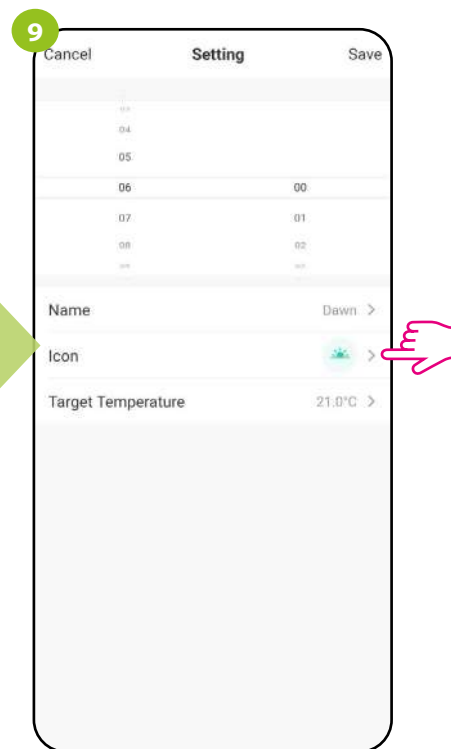 9
Cancel Setting Save
04
05
06 00
07 01
08 02
Name Dawn >
Icon >
Target Temperature 21.0°C >